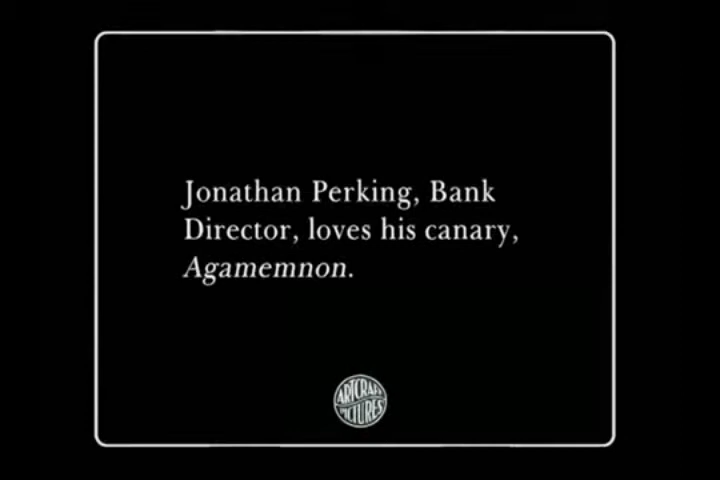 Jonathan Perking, Bank
Director, loves his canary,
Agamemnon.
ARTCRAFT
PICTURES